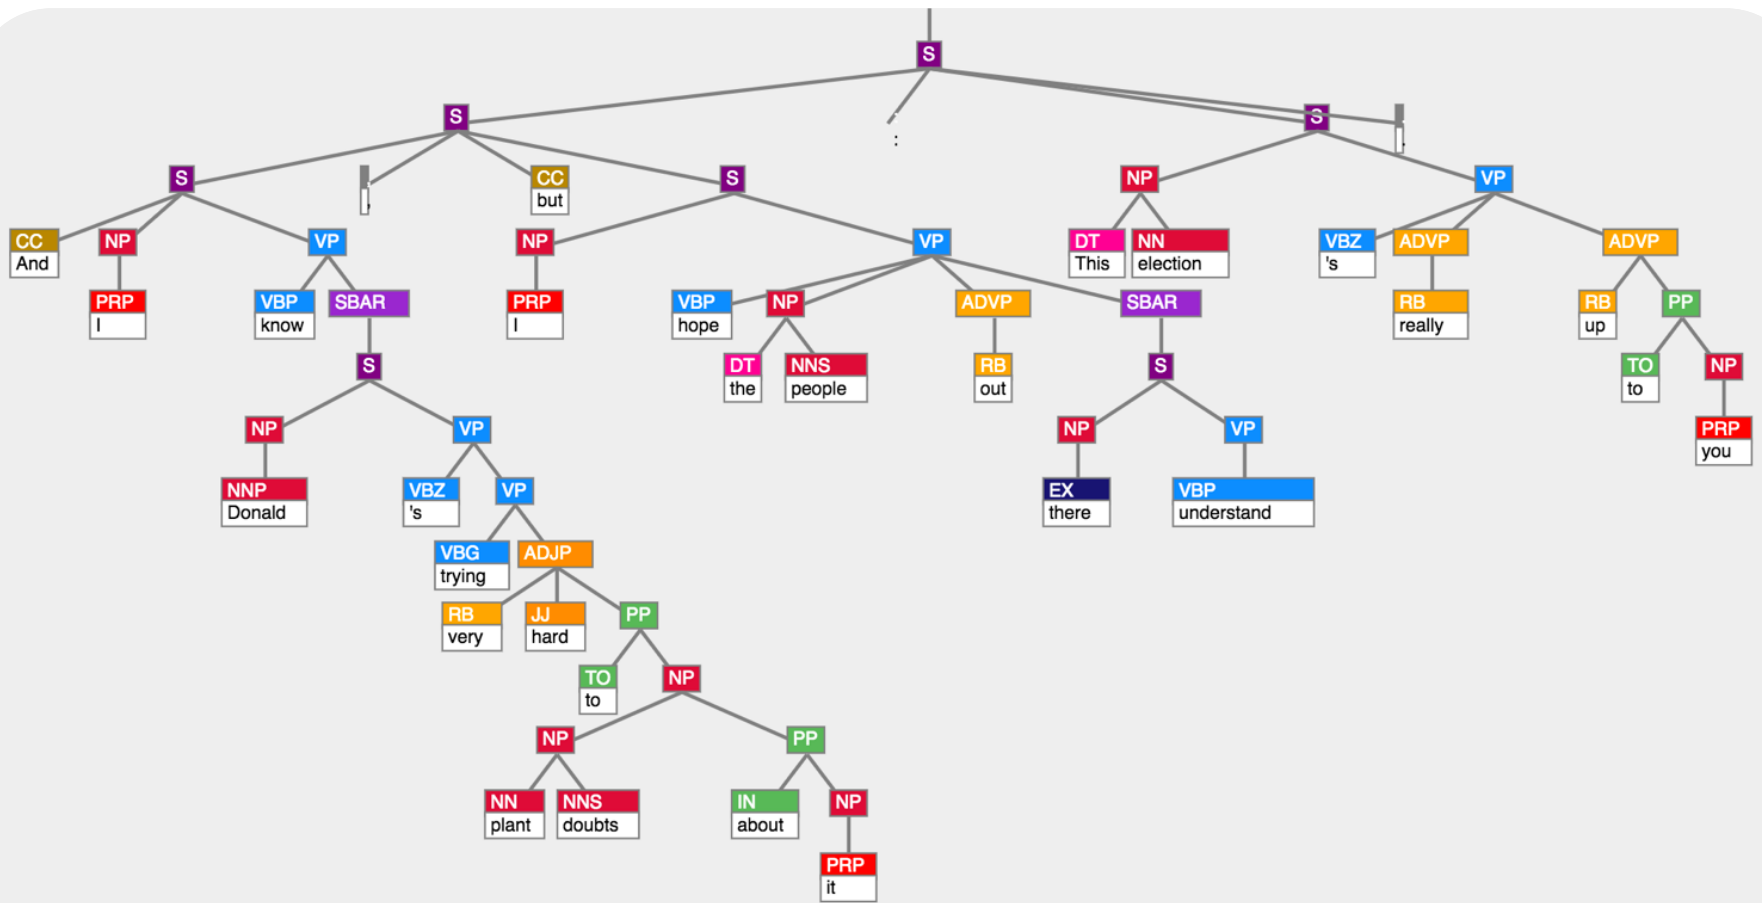 S
S : S .
S , CC but S NP VP
CC And NP VP NP VP DT This NN election VBZ 's ADVP ADVP
PRP I VBP know SBAR PRP I VBP hope NP ADVP SBAR RB really RB up PP
S DT the NNS people RB out S TO to NP
NP VP NP VP PRP you
NNP Donald VBZ 's VP EX there VBP understand
VBG trying ADJP
RB very JJ hard PP
TO to NP
NP PP
NN plant NNS doubts IN about NP
PRP it